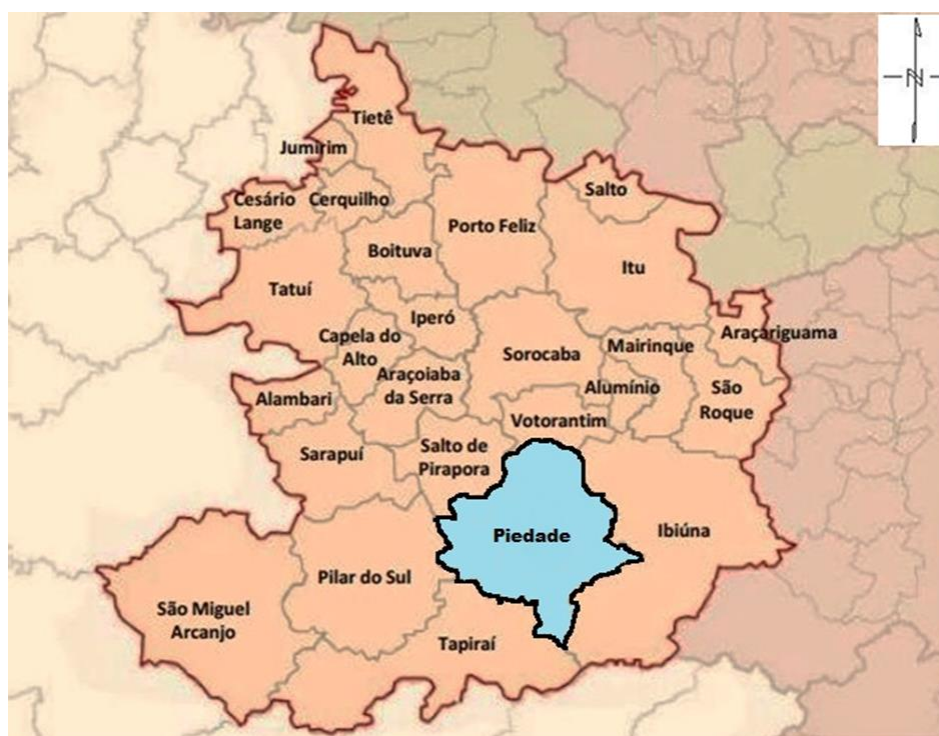 Tietê
Jumirim
Cesário
Lange
Cerquilho
Salto
Porto Feliz
Boituva
Itu
Tatuí
Iperó
Capela do
Alto
Sorocaba
Mairinque
Araçariguama
Araçoiaba
da Serra
Alumínio
São
Roque
Alambari
Votorantim
Sarapuí
Salto de
Pirapora
Piedade
Ibiúna
Pilar do Sul
São Miguel
Arcanjo
Tapiraí
N